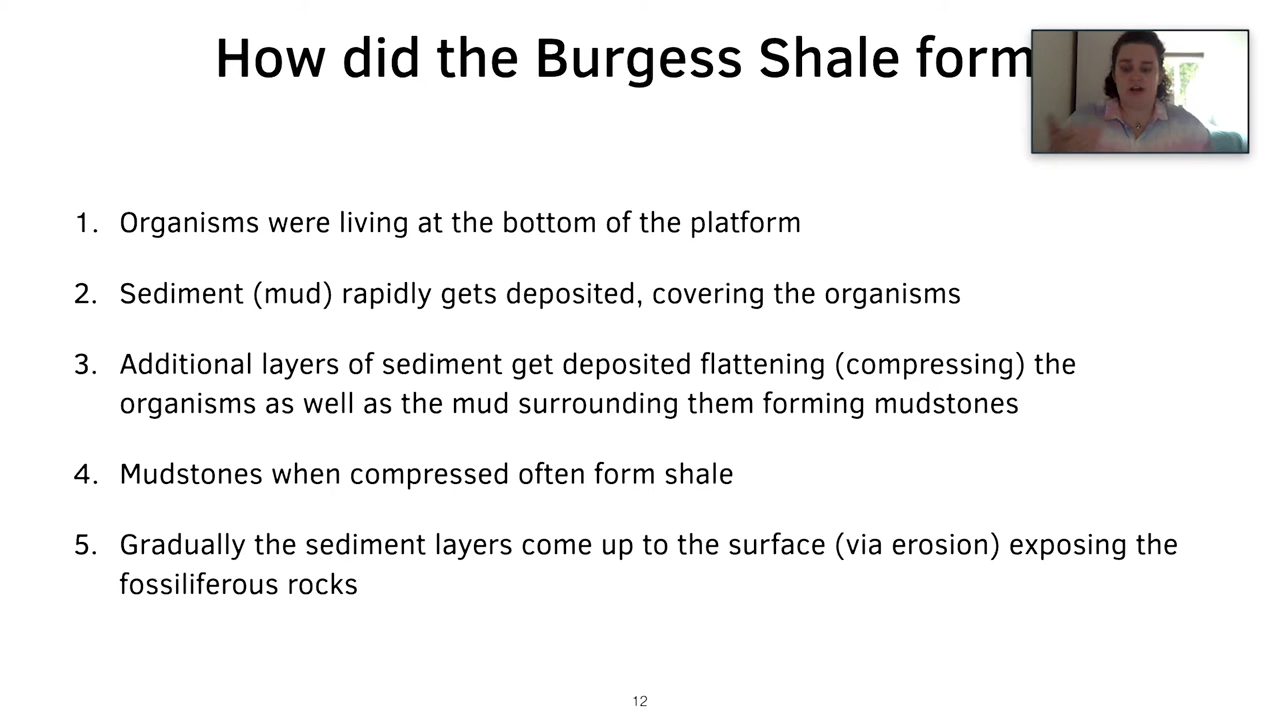 How did the Burgess Shale form
1. Organisms were living at the bottom of the platform
2. Sediment (mud) rapidly gets deposited, covering the organisms
3. Additional layers of sediment get deposited flattening (compressing) the
organisms as well as the mud surrounding them forming mudstones
4. Mudstones when compressed often form shale
5. Gradually the sediment layers come up to the surface (via erosion) exposing the
fossiliferous rocks
12